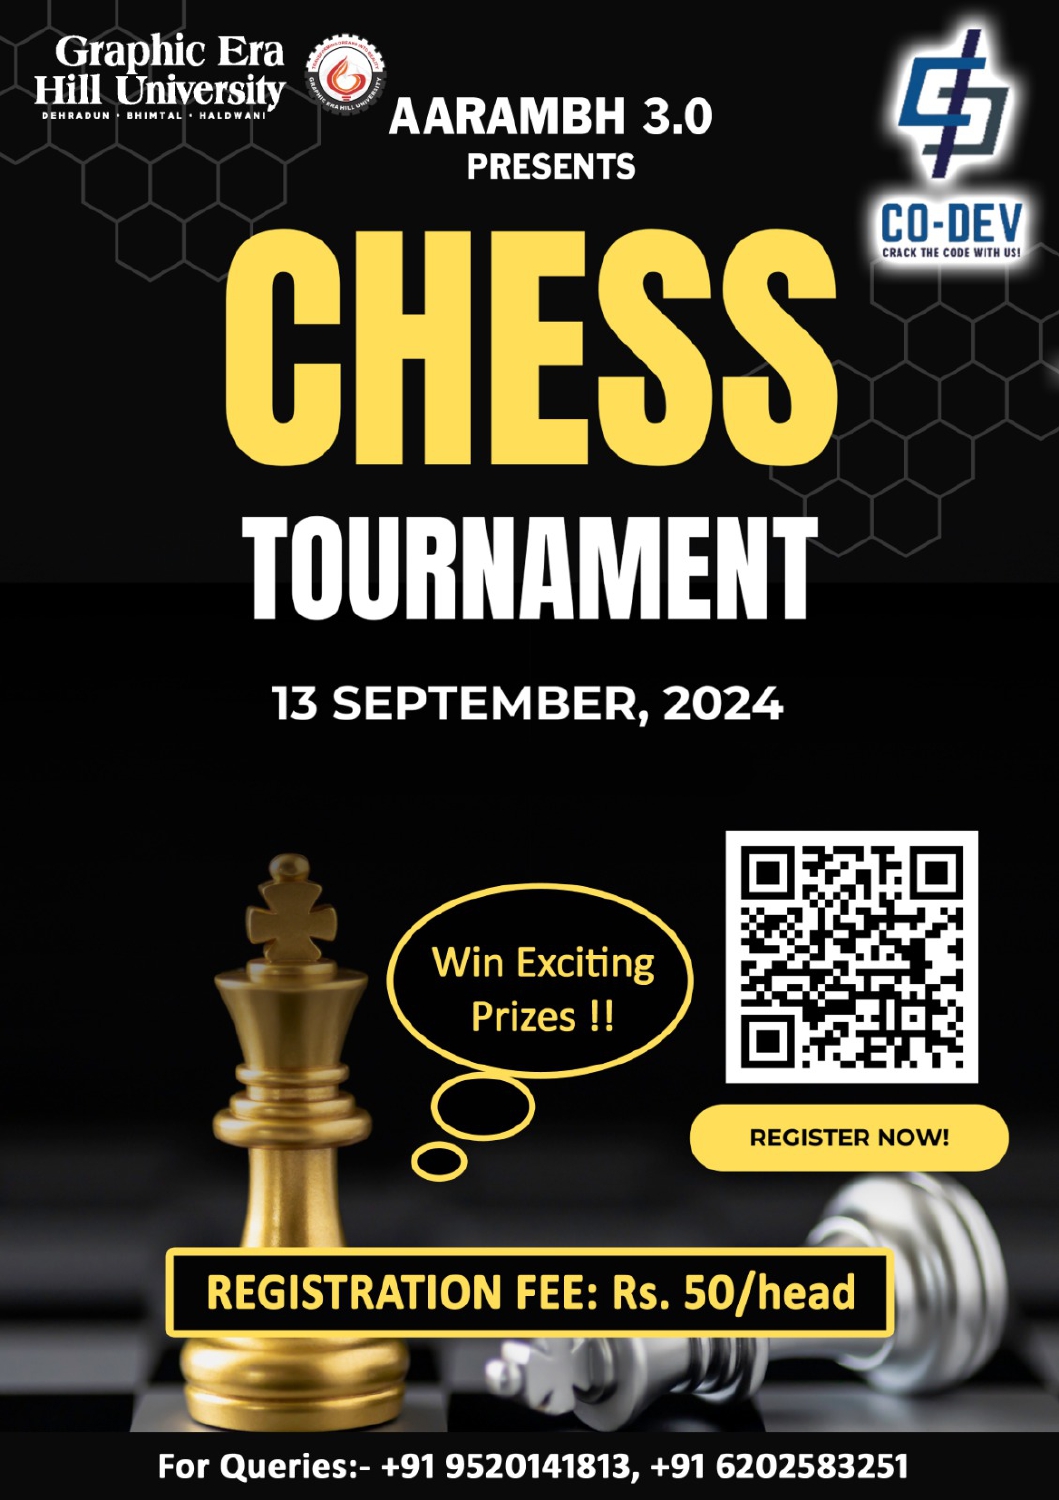 Graphic Era
Hill University
DEHRADUN · BHIMTAL · HALDWANI
AARAMBH 3.0
PRESENTS
CO-DEV
CRACK THE CODE WITH US!
CHESS
TOURNAMENT
13 SEPTEMBER, 2024
Win Exciting
Prizes !!
REGISTER NOW!
REGISTRATION FEE: Rs. 50/head
For Queries:- +91 9520141813, +91 6202583251